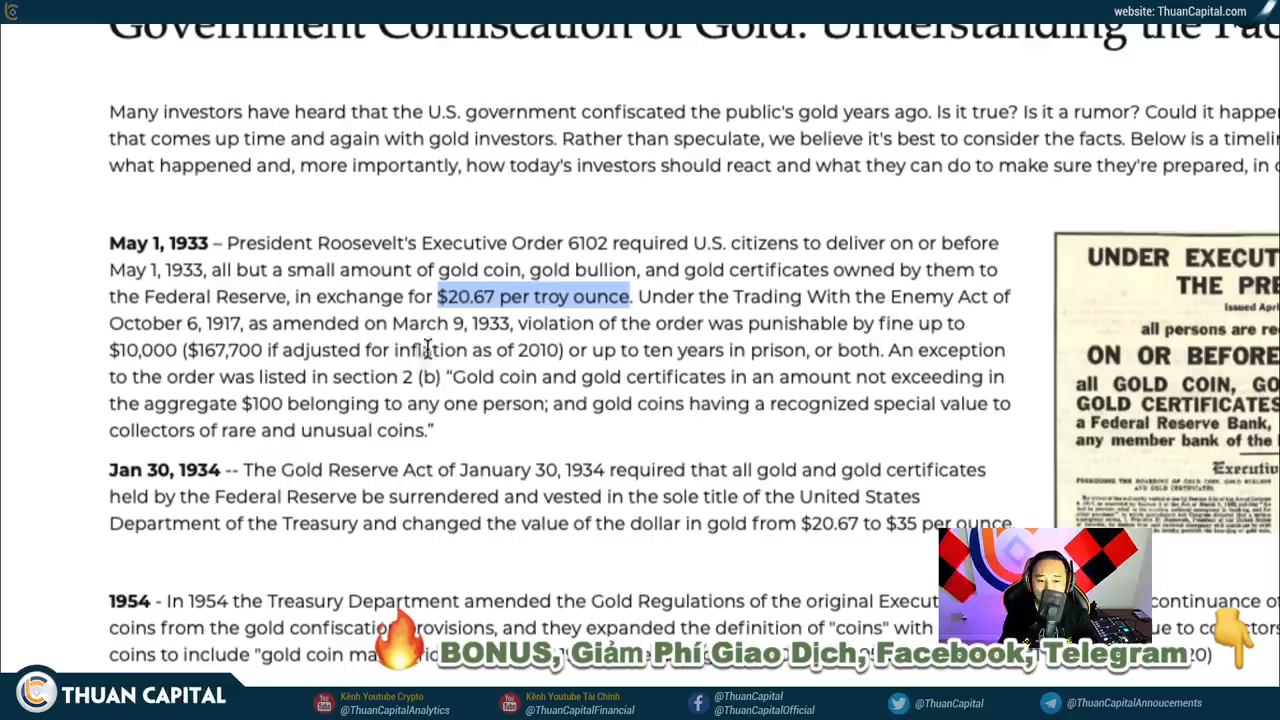 website: ThuanCapital.com
Government Confiscation of Gold: Understanding the Fac
Many investors have heard that the U.S. government confiscated the public's gold years ago. Is it true? Is it a rumor? Could it happe
that comes up time and again with gold investors. Rather than speculate, we believe it's best to consider the facts. Below is a timeli
what happened and, more importantly, how today's investors should react and what they can do to make sure they're prepared, in
May 1, 1933 – President Roosevelt's Executive Order 6102 required U.S. citizens to deliver on or before
May 1, 1933, all but a small amount of gold coin, gold bullion, and gold certificates owned by them to
the Federal Reserve, in exchange for $20.67 per troy ounce. Under the Trading With the Enemy Act of
October 6, 1917, as amended on March 9, 1933, violation of the order was punishable by fine up to
$10,000 ($167,700 if adjusted for inflation as of 2010) or up to ten years in prison, or both. An exception
to the order was listed in section 2 (b) “Gold coin and gold certificates in an amount not exceeding in
the aggregate $100 belonging to any one person; and gold coins having a recognized special value to
collectors of rare and unusual coins.”
Jan 30, 1934 -- The Gold Reserve Act of January 30, 1934 required that all gold and gold certificates
held by the Federal Reserve be surrendered and vested in the sole title of the United States
Department of the Treasury and changed the value of the dollar in gold from $20.67 to $35 per ounce
UNDER EXECUT
THE PRE
Issued Apri
all persons are re
ON OR BEFORE
all GOLD COIN, GO
GOLD CERTIFICATES
a Federal Reserve Bank,
any member bank of the
Executiv
1954 - In 1954 the Treasury Department amended the Gold Regulations of the original Execut continuance of
coins from the gold confiscation provisions, and they expanded the definition of "coins" with
coins to include "gold coin 20)
BONUS, Giảm Phí Giao Dịch, Facebook, Telegram
THUAN CAPITAL
Kênh Youtube Crypto
@ThuanCapitalAnalytics
Kênh Youtube Tài Chính
@ThuanCapitalFinancial
@ThuanCapital
@ThuanCapitalOfficial
@ThuanCapital
@ThuanCapitalAnnoucements